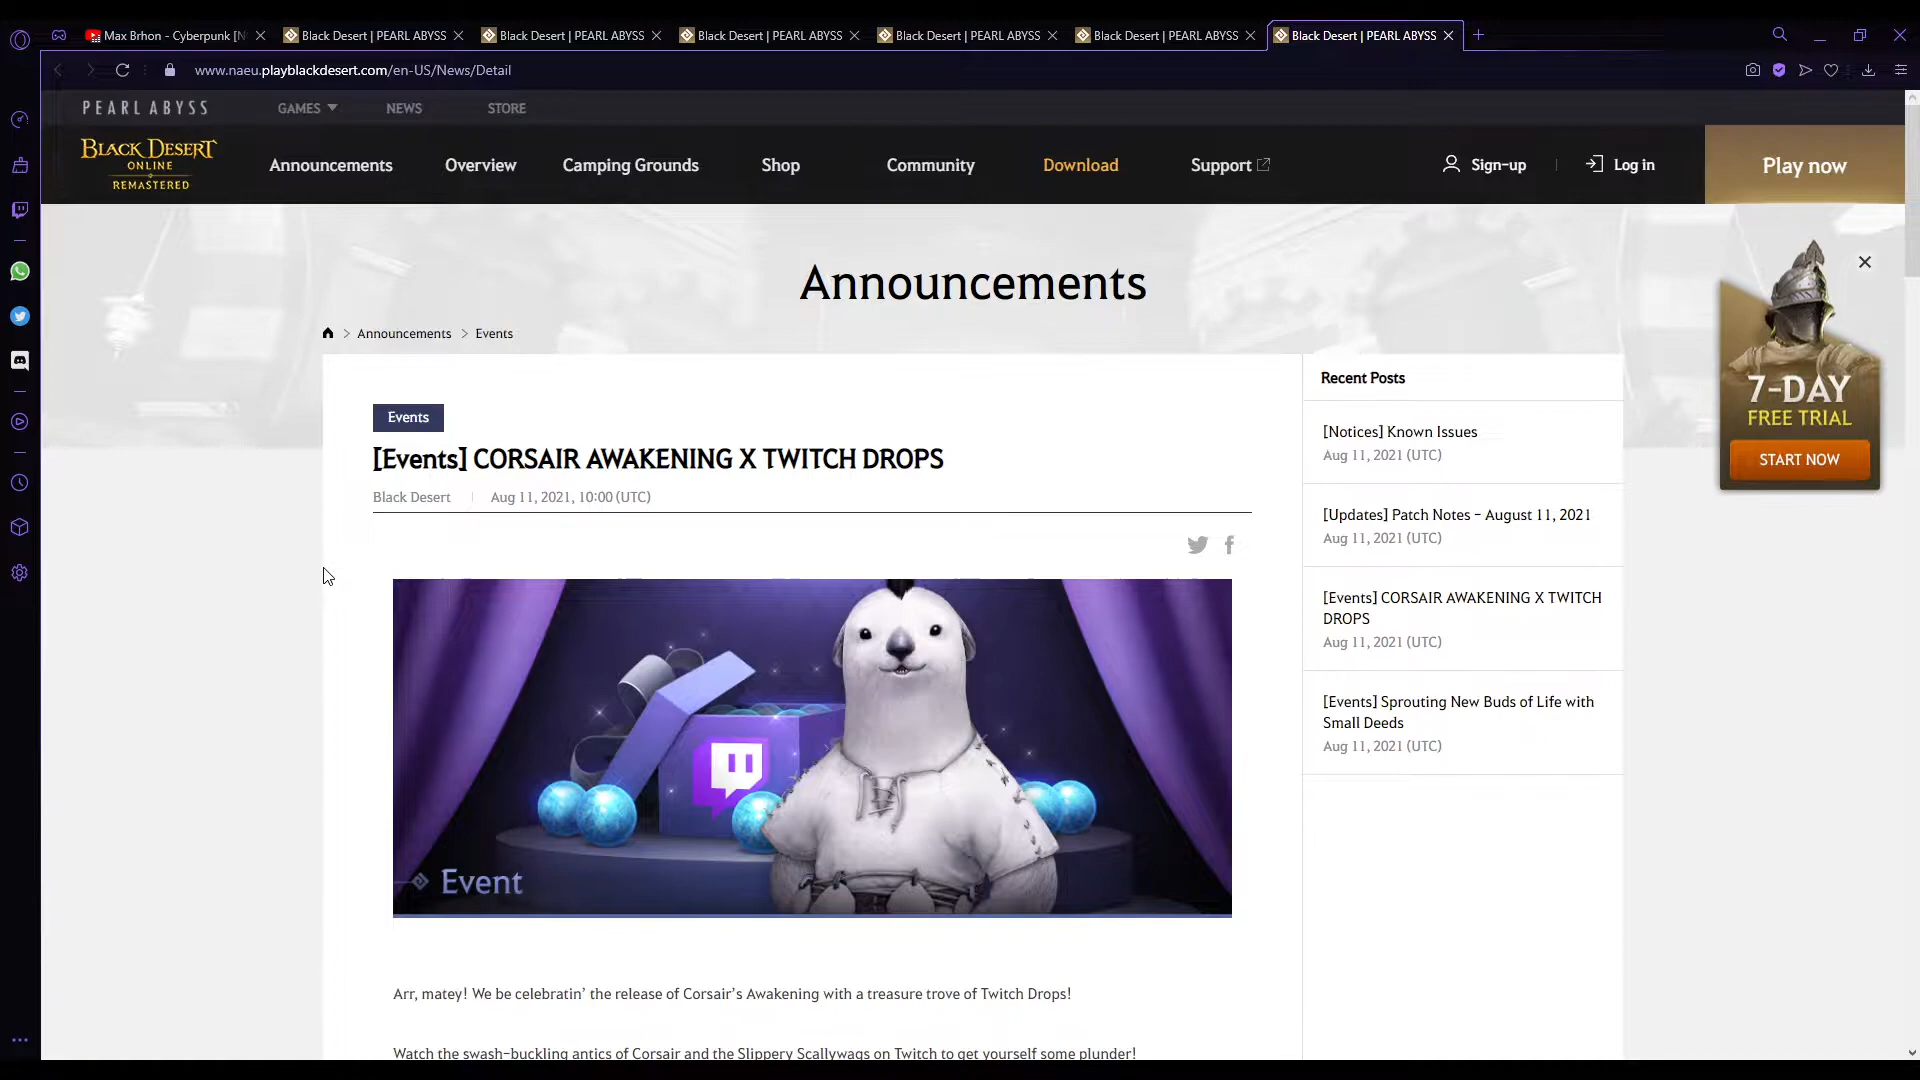 Max Brhon - Cyberpunk [N
Black Desert | PEARL ABYSS
Black Desert | PEARL ABYSS
Black Desert | PEARL ABYSS
Black Desert | PEARL ABYSS
Black Desert | PEARL ABYSS
Black Desert | PEARL ABYSS
www.naeu.playblackdesert.com/en-US/News/Detail
PEARL ABYSS
GAMES
NEWS
STORE
BLACK DESERT
ONLINE
REMASTERED
Announcements
Overview
Camping Grounds
Shop
Community
Download
Support
Sign-up
Log in
Play now
Announcements
> Announcements > Events
Events
[Events] CORSAIR AWAKENING X TWITCH DROPS
Black Desert | Aug 11, 2021, 10:00 (UTC)
Event
Arr, matey! We be celebratin’ the release of Corsair’s Awakening with a treasure trove of Twitch Drops!
Watch the swash-buckling antics of Corsair and the Slippery Scallywags on Twitch to get yourself some plunder!
Recent Posts
[Notices] Known Issues
Aug 11, 2021 (UTC)
[Updates] Patch Notes - August 11, 2021
Aug 11, 2021 (UTC)
[Events] CORSAIR AWAKENING X TWITCH
DROPS
Aug 11, 2021 (UTC)
[Events] Sprouting New Buds of Life with
Small Deeds
Aug 11, 2021 (UTC)
7-DAY
FREE TRIAL
START NOW